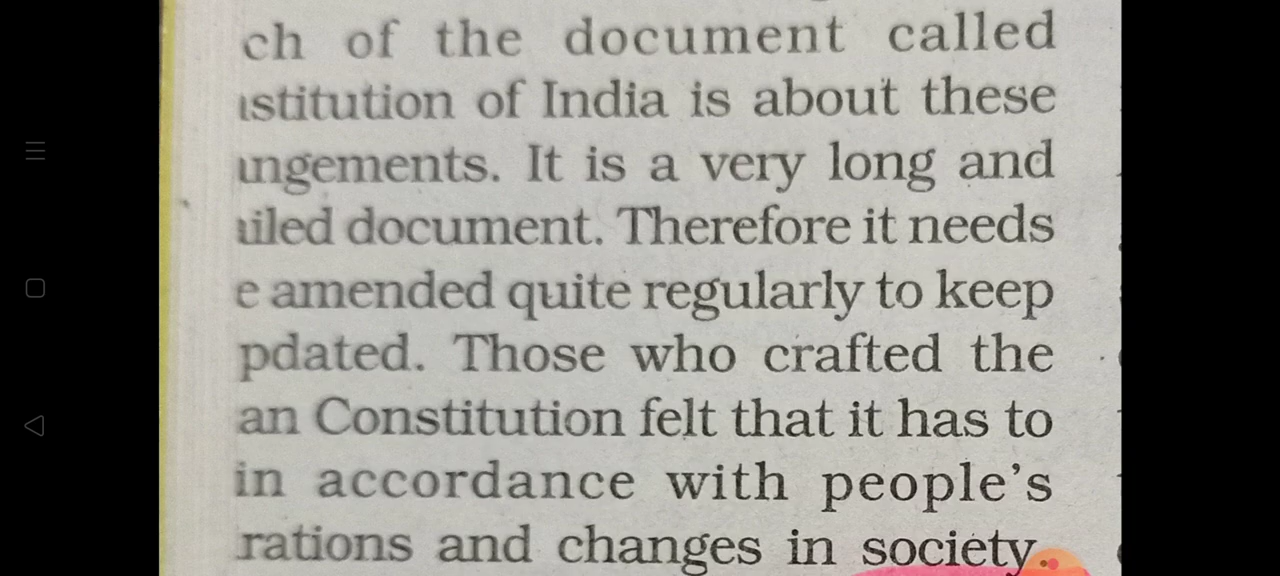 ch of the document called
stitution of India is about these
ngements. It is a very long and
iled document. Therefore it needs
e amended quite regularly to keep
pdated. Those who crafted the
an Constitution felt that it has to
in accordance with people's
rations and changes in society.